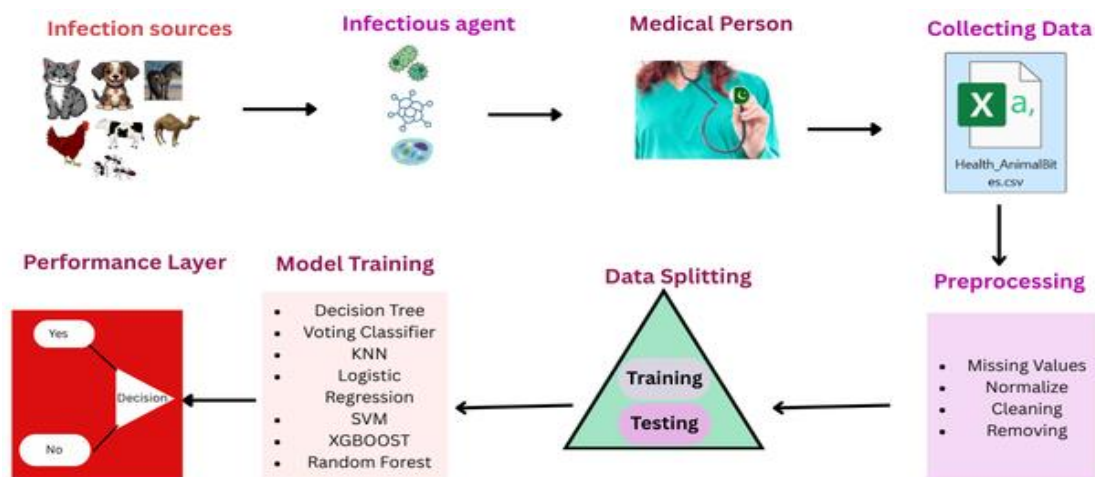 Infection sources
Infectious agent
Medical Person
Collecting Data
X
a,
Health_AnimalBit
es.csv
Performance Layer
Model Training
Data Splitting
Preprocessing
Yes
Decision
No
• Decision Tree
• Voting Classifier
• KNN
• Logistic
Regression
• SVM
• XGBOOST
• Random Forest
Training
Testing
• Missing Values
• Normalize
• Cleaning
• Removing